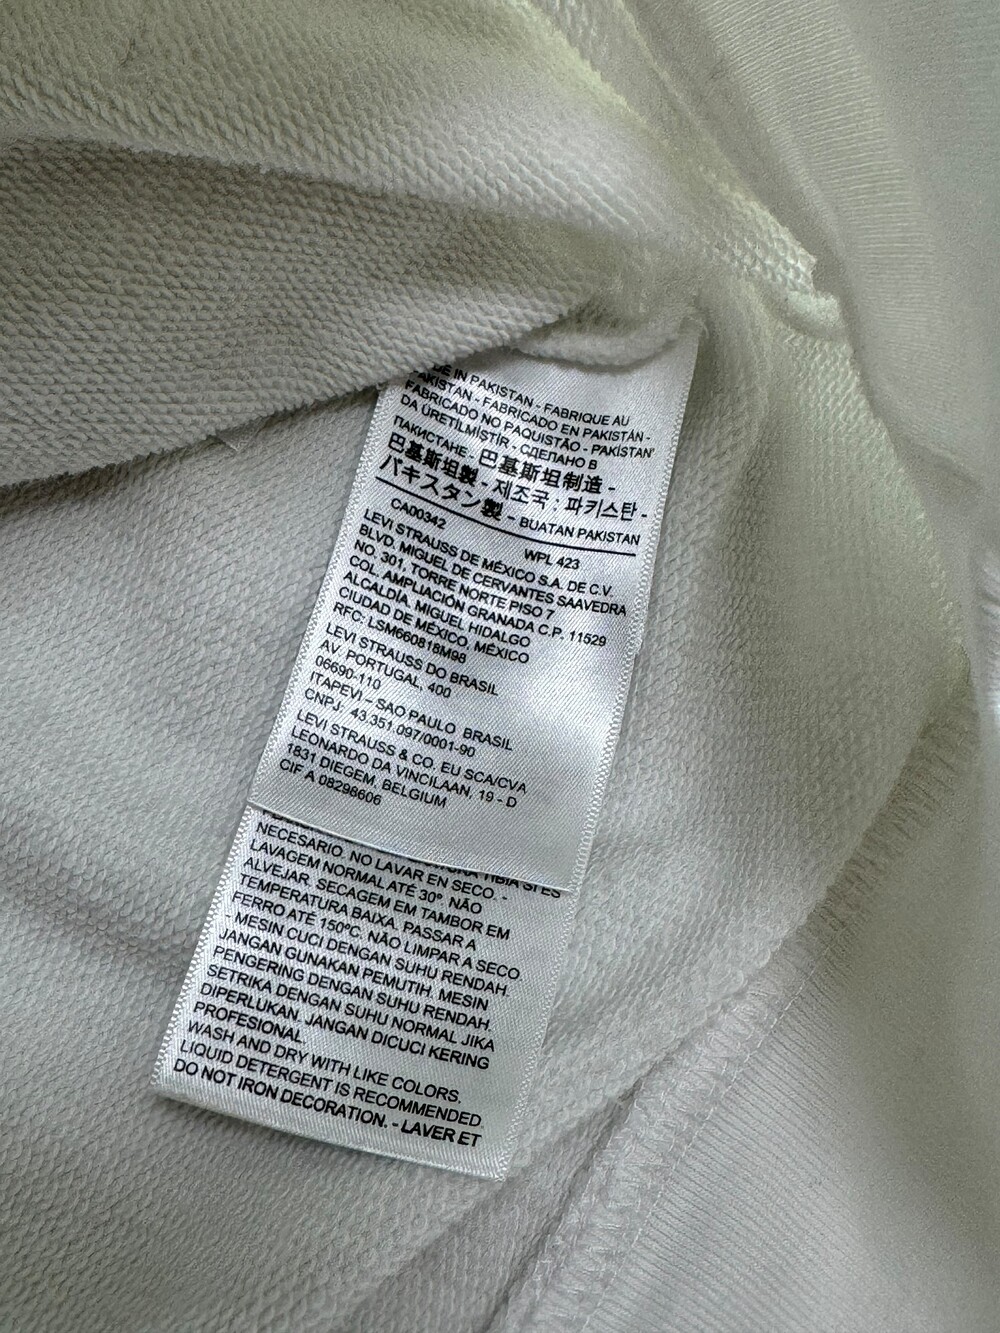 DE IN PAKISTAN - FABRIQUE AU
PAKISTAN - FABRICADO EN PAKISTÁN -
FABRICADO NO PAQUISTÃO - PAKISTAN'
DA ÜRETİLMİŞTİR - СДЕЛАНО В
ПАКИСТАНЕ - 巴基斯坦制造 -
巴基斯坦製 - 제조국 : 파키스탄 -
パキスタン製 - BUATAN PAKISTAN
CA00342 WPL 423
LEVI STRAUSS DE MÉXICO S.A. DE C.V.
BLVD. MIGUEL DE CERVANTES SAAVEDRA
NO. 301, TORRE NORTE PISO 7
COL. AMPLIACIÓN GRANADA C.P. 11529
ALCALDÍA, MIGUEL HIDALGO
CIUDAD DE MÉXICO, MÉXICO
RFC: LSM660818M98
LEVI STRAUSS DO BRASIL
AV. PORTUGAL, 400
06690-110
ITAPEVI – SAO PAULO BRASIL
CNPJ: 43.351.097/0001-90
LEVI STRAUSS & CO. EU SCA/CVA
LEONARDO DA VINCILAAN, 19 - D
1831 DIEGEM, BELGIUM
CIF A 08298606
TIBIA SI ES
NECESARIO. NO LAVAR EN SECO. -
LAVAGEM NORMAL ATÉ 30º. NÃO
ALVEJAR. SECAGEM EM TAMBOR EM
TEMPERATURA BAIXA. PASSAR A
FERRO ATÉ 150ºC. NÃO LIMPAR A SECO.
- MESIN CUCI DENGAN SUHU RENDAH.
JANGAN GUNAKAN PEMUTIH. MESIN
PENGERING DENGAN SUHU RENDAH.
SETRIKA DENGAN SUHU NORMAL JIKA
DIPERLUKAN. JANGAN DICUCI KERING
PROFESIONAL.
WASH AND DRY WITH LIKE COLORS.
LIQUID DETERGENT IS RECOMMENDED
DO NOT IRON DECORATION. - LAVER ET